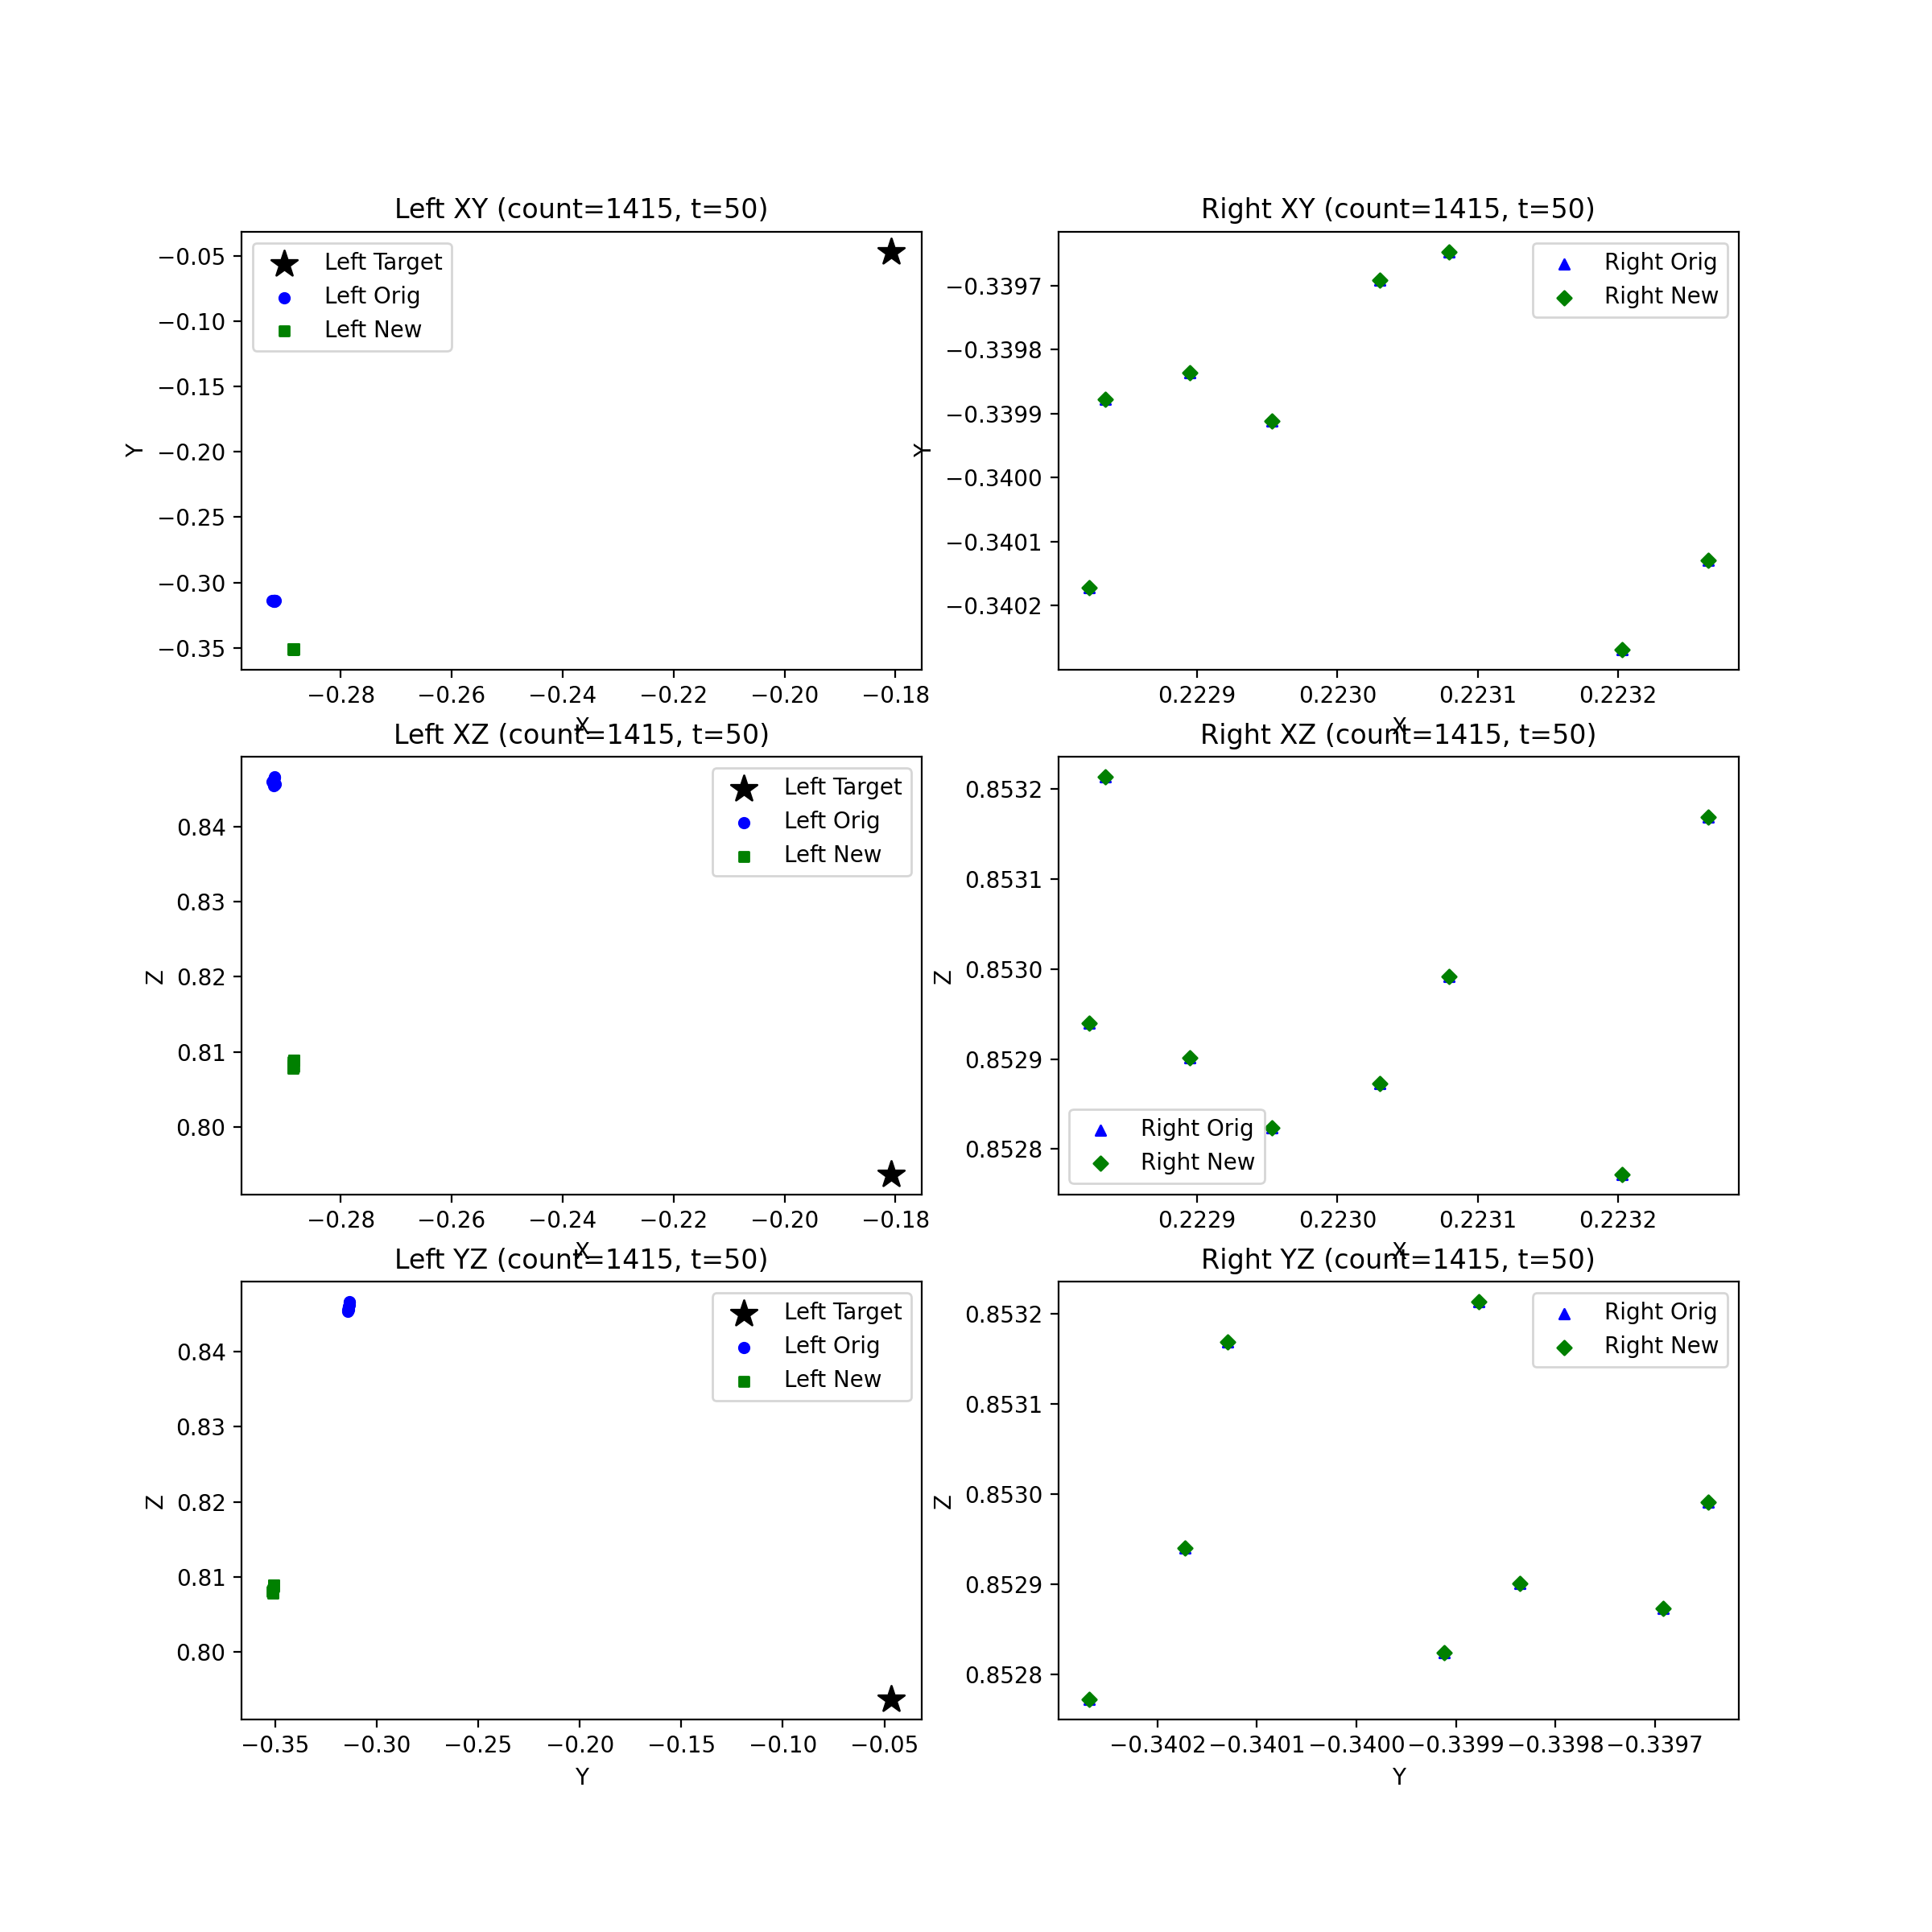 Left XY (count=1415, t=50)
−0.05
−0.10
−0.15
−0.20
−0.25
−0.30
−0.35
Y
Left Target
Left Orig
Left New
−0.28
−0.26
−0.24
−0.22
−0.20
−0.18
X
Right XY (count=1415, t=50)
−0.3397
−0.3398
−0.3399
−0.3400
−0.3401
−0.3402
Y
Right Orig
Right New
0.2229
0.2230
0.2231
0.2232
X
Left XZ (count=1415, t=50)
0.84
0.83
0.82
0.81
0.80
Z
Left Target
Left Orig
Left New
−0.28
−0.26
−0.24
−0.22
−0.20
−0.18
X
Right XZ (count=1415, t=50)
0.8532
0.8531
0.8530
0.8529
0.8528
Z
Right Orig
Right New
0.2229
0.2230
0.2231
0.2232
X
Left YZ (count=1415, t=50)
0.84
0.83
0.82
0.81
0.80
Z
Left Target
Left Orig
Left New
−0.35
−0.30
−0.25
−0.20
−0.15
−0.10
−0.05
Y
Right YZ (count=1415, t=50)
0.8532
0.8531
0.8530
0.8529
0.8528
Z
Right Orig
Right New
−0.3402
−0.3401
−0.3400
−0.3399
−0.3398
−0.3397
Y